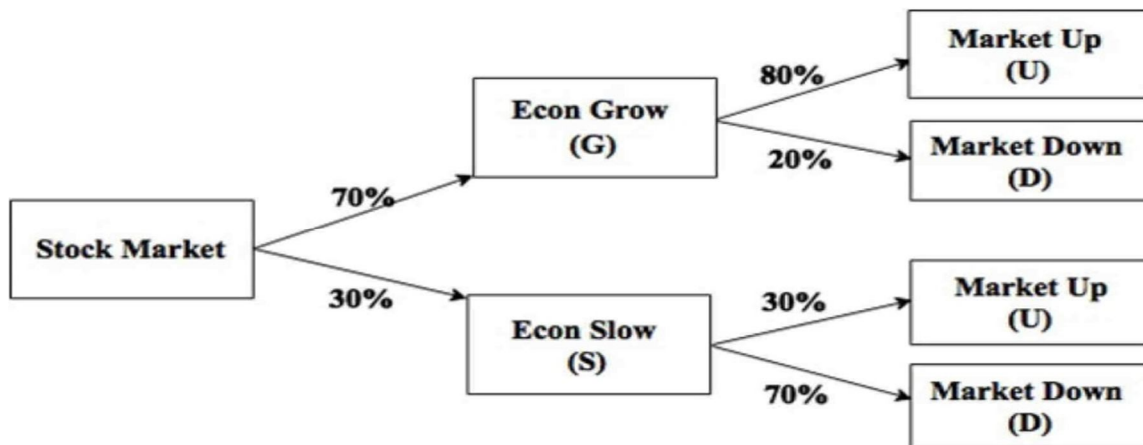 Market Up
(U)
80%
Econ Grow
(G)
20%
Market Down
(D)
70%
Stock Market
30%
Market Up
(U)
30%
Econ Slow
(S)
70%
Market Down
(D)